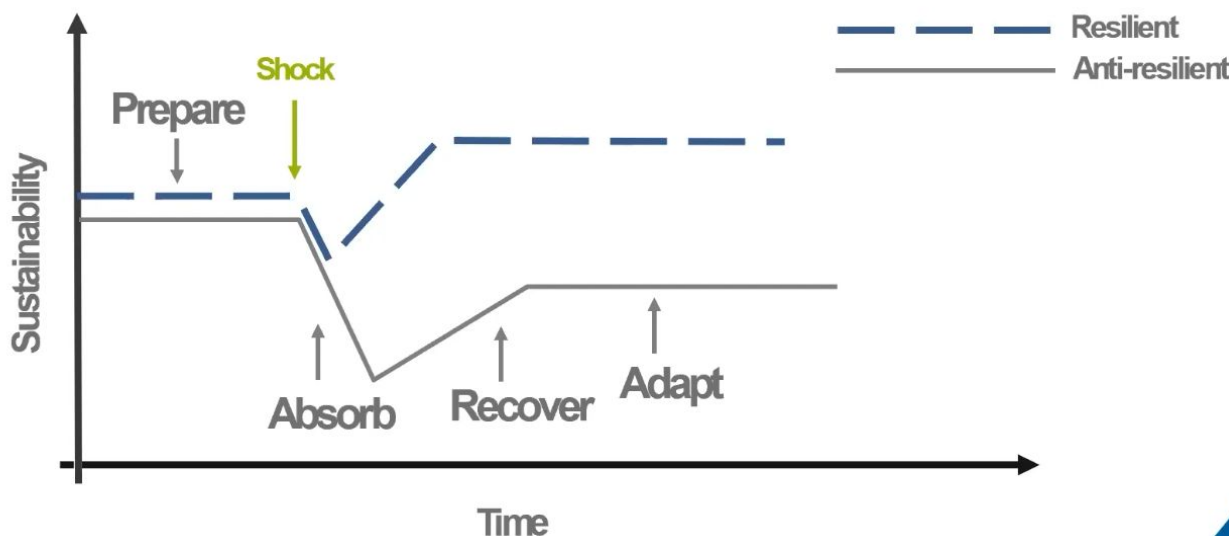 Resilient
Anti-resilient
Shock
Prepare
Sustainability
Absorb
Recover
Adapt
Time